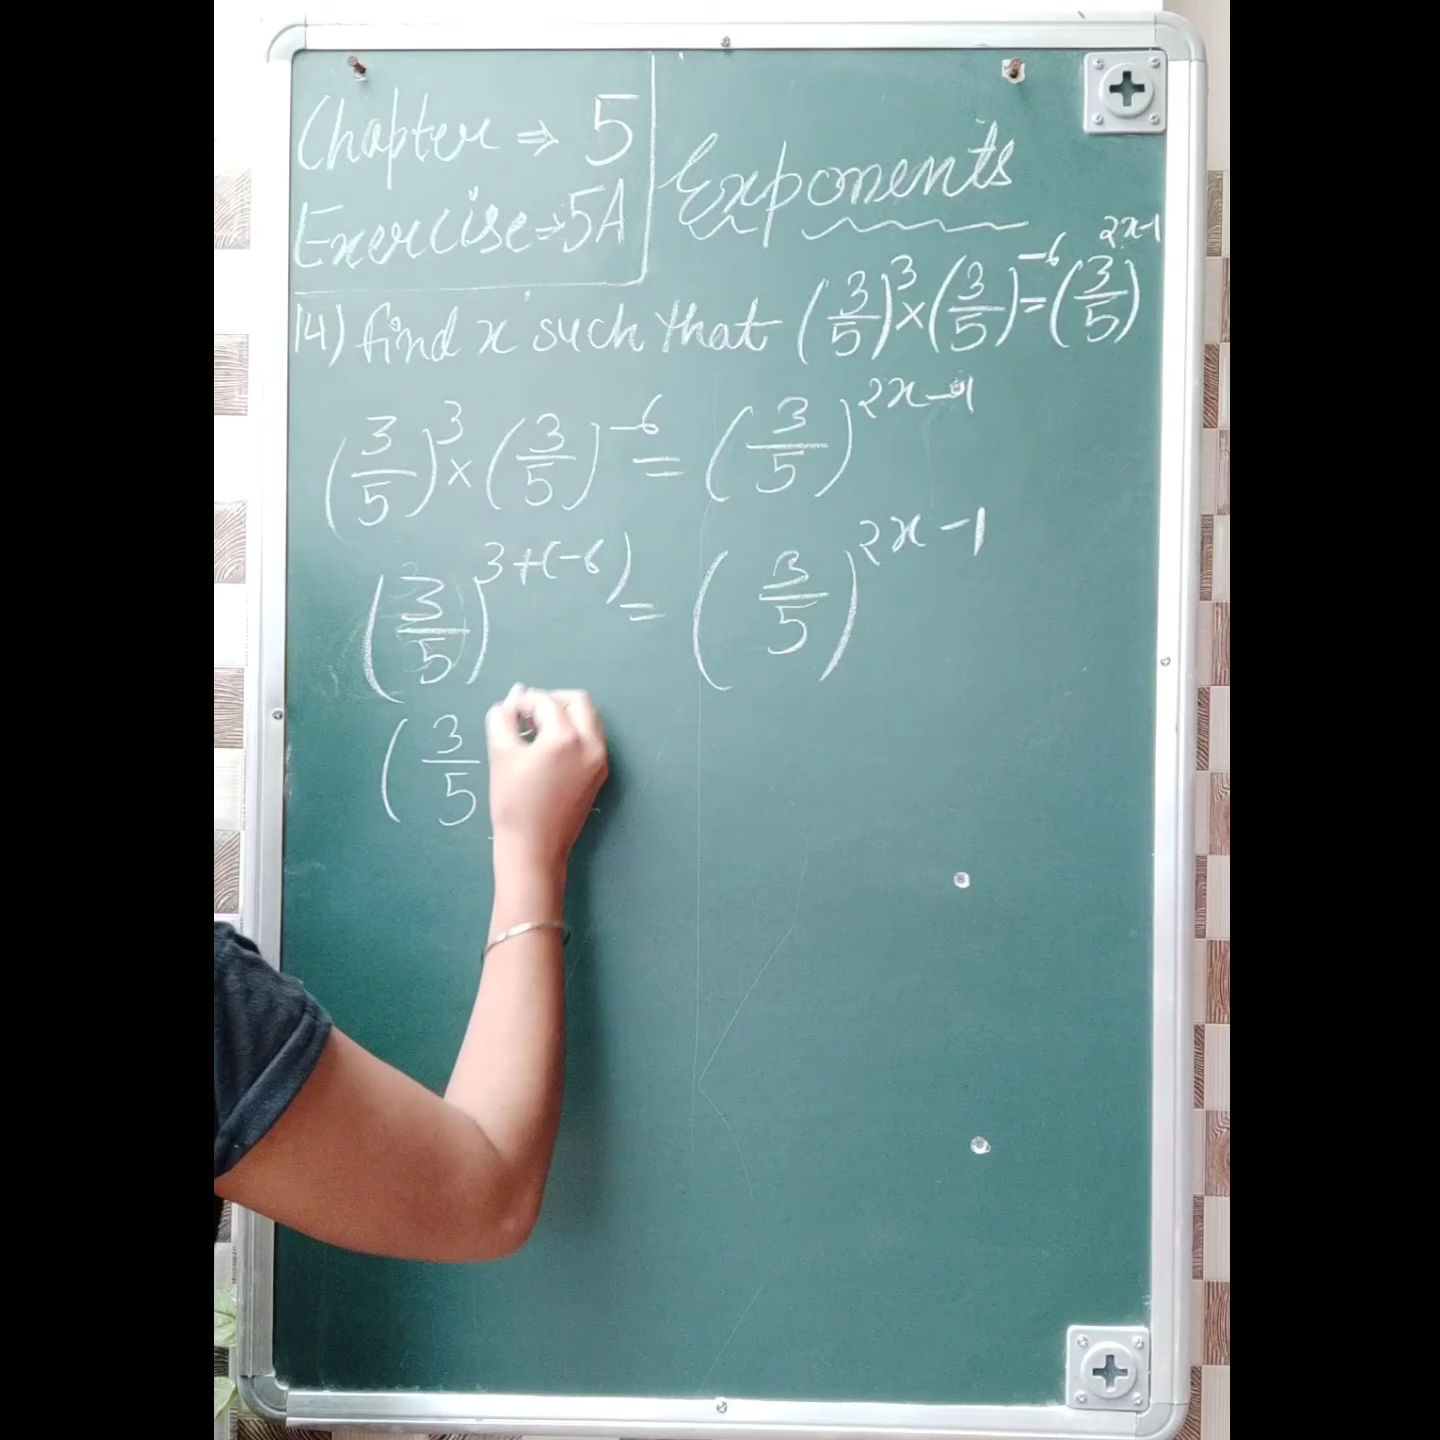 Chapter ⇒ 5
Exercise ⇒ 5A
Exponents
14) find x such that (3/5)^3 × (3/5)^-6 = (3/5)^2x-1
(3/5)^3 × (3/5)^-6 = (3/5)^2x-1
(3/5)^3+(-6) = (3/5)^2x-1
(3/5